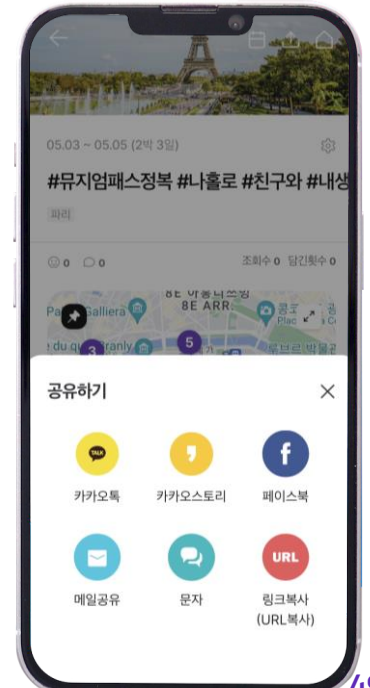 05.03 ~ 05.05 (2박 3일)
#뮤지엄패스정복 #나홀로 #친구와 #내생
파리
0 0 조회수 0 담긴횟수 0
8E ARR.
Galliera
3
5
공유하기
TALK
카카오톡 카카오스토리 페이스북
URL
메일공유 문자 링크복사
(URL복사)